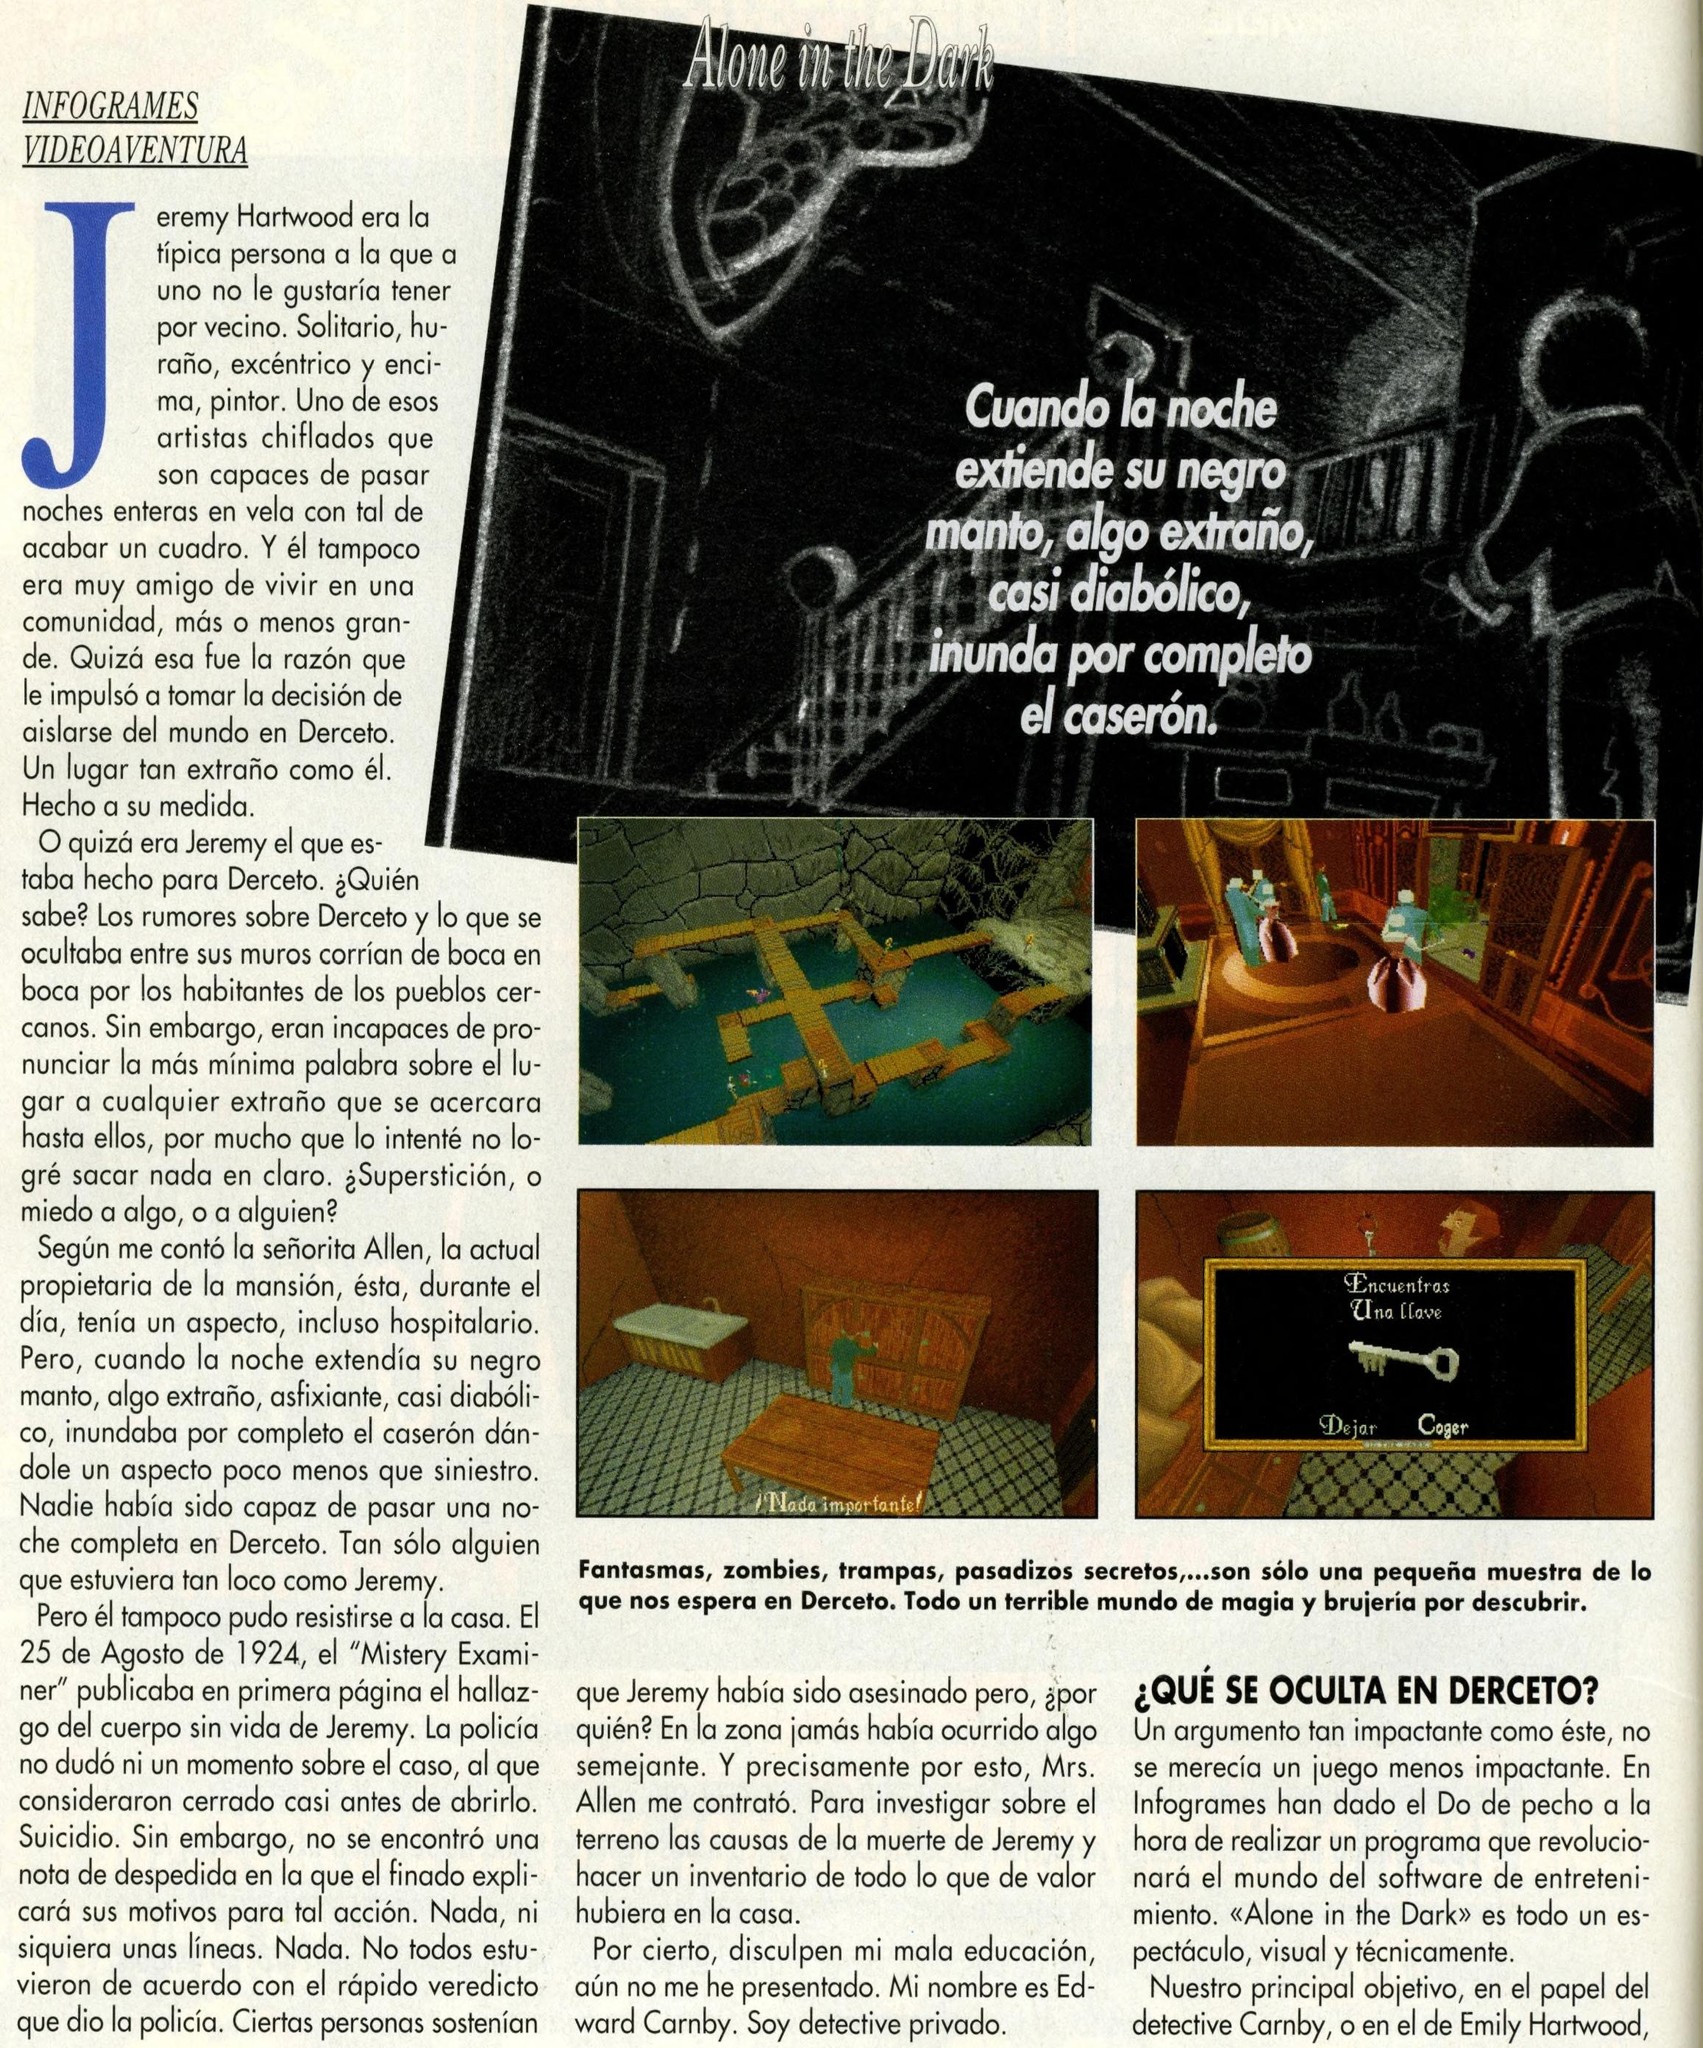 Alone in the Dark
INFOGRAMES
VIDEOAVENTURA
Jeremy Hartwood era la
típica persona a la que a
uno no le gustaría tener
por vecino. Solitario, hu-
raño, excéntrico y enci-
ma, pintor. Uno de esos
artistas chiflados que
son capaces de pasar
noches enteras en vela con tal de
acabar un cuadro. Y él tampoco
era muy amigo de vivir en una
comunidad, más o menos gran-
de. Quizá esa fue la razón que
le impulsó a tomar la decisión de
aislarse del mundo en Derceto.
Un lugar tan extraño como él.
Hecho a su medida.
O quizá era Jeremy el que es-
taba hecho para Derceto. ¿Quién
sabe? Los rumores sobre Derceto y lo que se
ocultaba entre sus muros corrían de boca en
boca por los habitantes de los pueblos cer-
canos. Sin embargo, eran incapaces de pro-
nunciar la más mínima palabra sobre el lu-
gar a cualquier extraño que se acercara
hasta ellos, por mucho que lo intenté no lo-
gré sacar nada en claro. ¿Superstición, o
miedo a algo, o a alguien?
Según me contó la señorita Allen, la actual
propietaria de la mansión, ésta, durante el
día, tenía un aspecto, incluso hospitalario.
Pero, cuando la noche extendía su negro
manto, algo extraño, asfixiante, casi diabóli-
co, inundaba por completo el caserón dán-
dole un aspecto poco menos que siniestro.
Nadie había sido capaz de pasar una no-
che completa en Derceto. Tan sólo alguien
que estuviera tan loco como Jeremy.
Pero él tampoco pudo resistirse a la casa. El
25 de Agosto de 1924, el "Mistery Exami-
ner" publicaba en primera página el hallaz-
go del cuerpo sin vida de Jeremy. La policía
no dudó ni un momento sobre el caso, al que
consideraron cerrado casi antes de abrirlo.
Suicidio. Sin embargo, no se encontró una
nota de despedida en la que el finado expli-
cará sus motivos para tal acción. Nada, ni
siquiera unas líneas. Nada. No todos estu-
vieron de acuerdo con el rápido veredicto
que dio la policía. Ciertas personas sostenían
Cuando la noche
extiende su negro
manto, algo extraño,
casi diabólico,
inunda por completo
el caserón.
¡Nada importante!
Encuentras
Una llave
Dejar Coger
IN THE DARK
Fantasmas, zombies, trampas, pasadizos secretos,...son sólo una pequeña muestra de lo
que nos espera en Derceto. Todo un terrible mundo de magia y brujería por descubrir.
que Jeremy había sido asesinado pero, ¿por
quién? En la zona jamás había ocurrido algo
semejante. Y precisamente por esto, Mrs.
Allen me contrató. Para investigar sobre el
terreno las causas de la muerte de Jeremy y
hacer un inventario de todo lo que de valor
hubiera en la casa.
Por cierto, disculpen mi mala educación,
aún no me he presentado. Mi nombre es Ed-
ward Carnby. Soy detective privado.
¿QUÉ SE OCULTA EN DERCETO?
Un argumento tan impactante como éste, no
se merecía un juego menos impactante. En
Infogrames han dado el Do de pecho a la
hora de realizar un programa que revolucio-
nará el mundo del software de entreteni-
miento. «Alone in the Dark» es todo un es-
pectáculo, visual y técnicamente.
Nuestro principal objetivo, en el papel del
detective Carnby, o en el de Emily Hartwood,